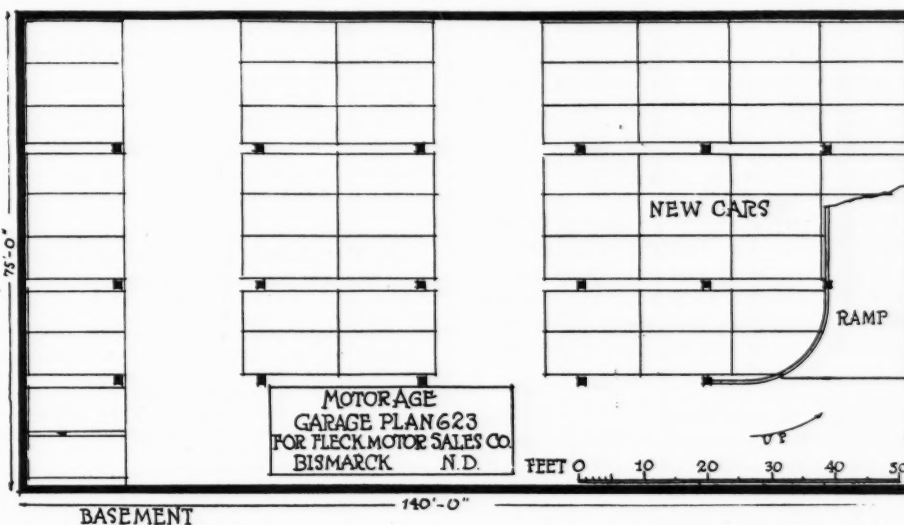 NEW CARS
75'-0"
RAMP
MOTOR AGE
GARAGE PLAN 623
FOR FLECK MOTOR SALES CO.
BISMARCK N.D.
UP
FEET 0 10 20 30 40 50
140'-0"
BASEMENT